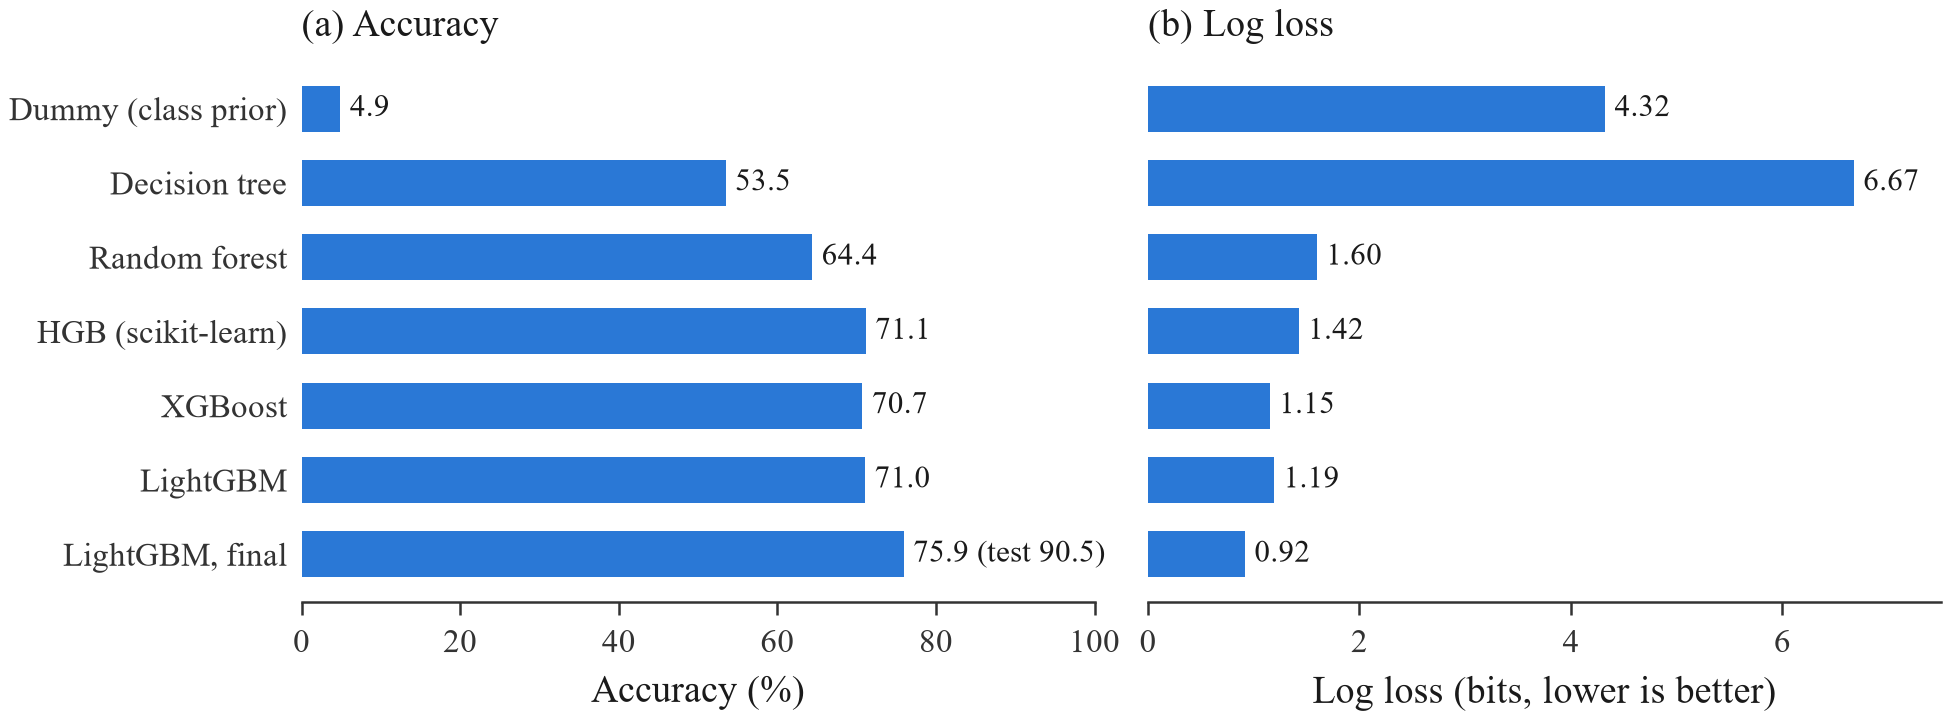 (a) Accuracy
Dummy (class prior) 4.9
Decision tree 53.5
Random forest 64.4
HGB (scikit-learn) 71.1
XGBoost 70.7
LightGBM 71.0
LightGBM, final 75.9 (test 90.5)
0 20 40 60 80 100
Accuracy (%)
(b) Log loss
4.32
6.67
1.60
1.42
1.15
1.19
0.92
0 2 4 6
Log loss (bits, lower is better)